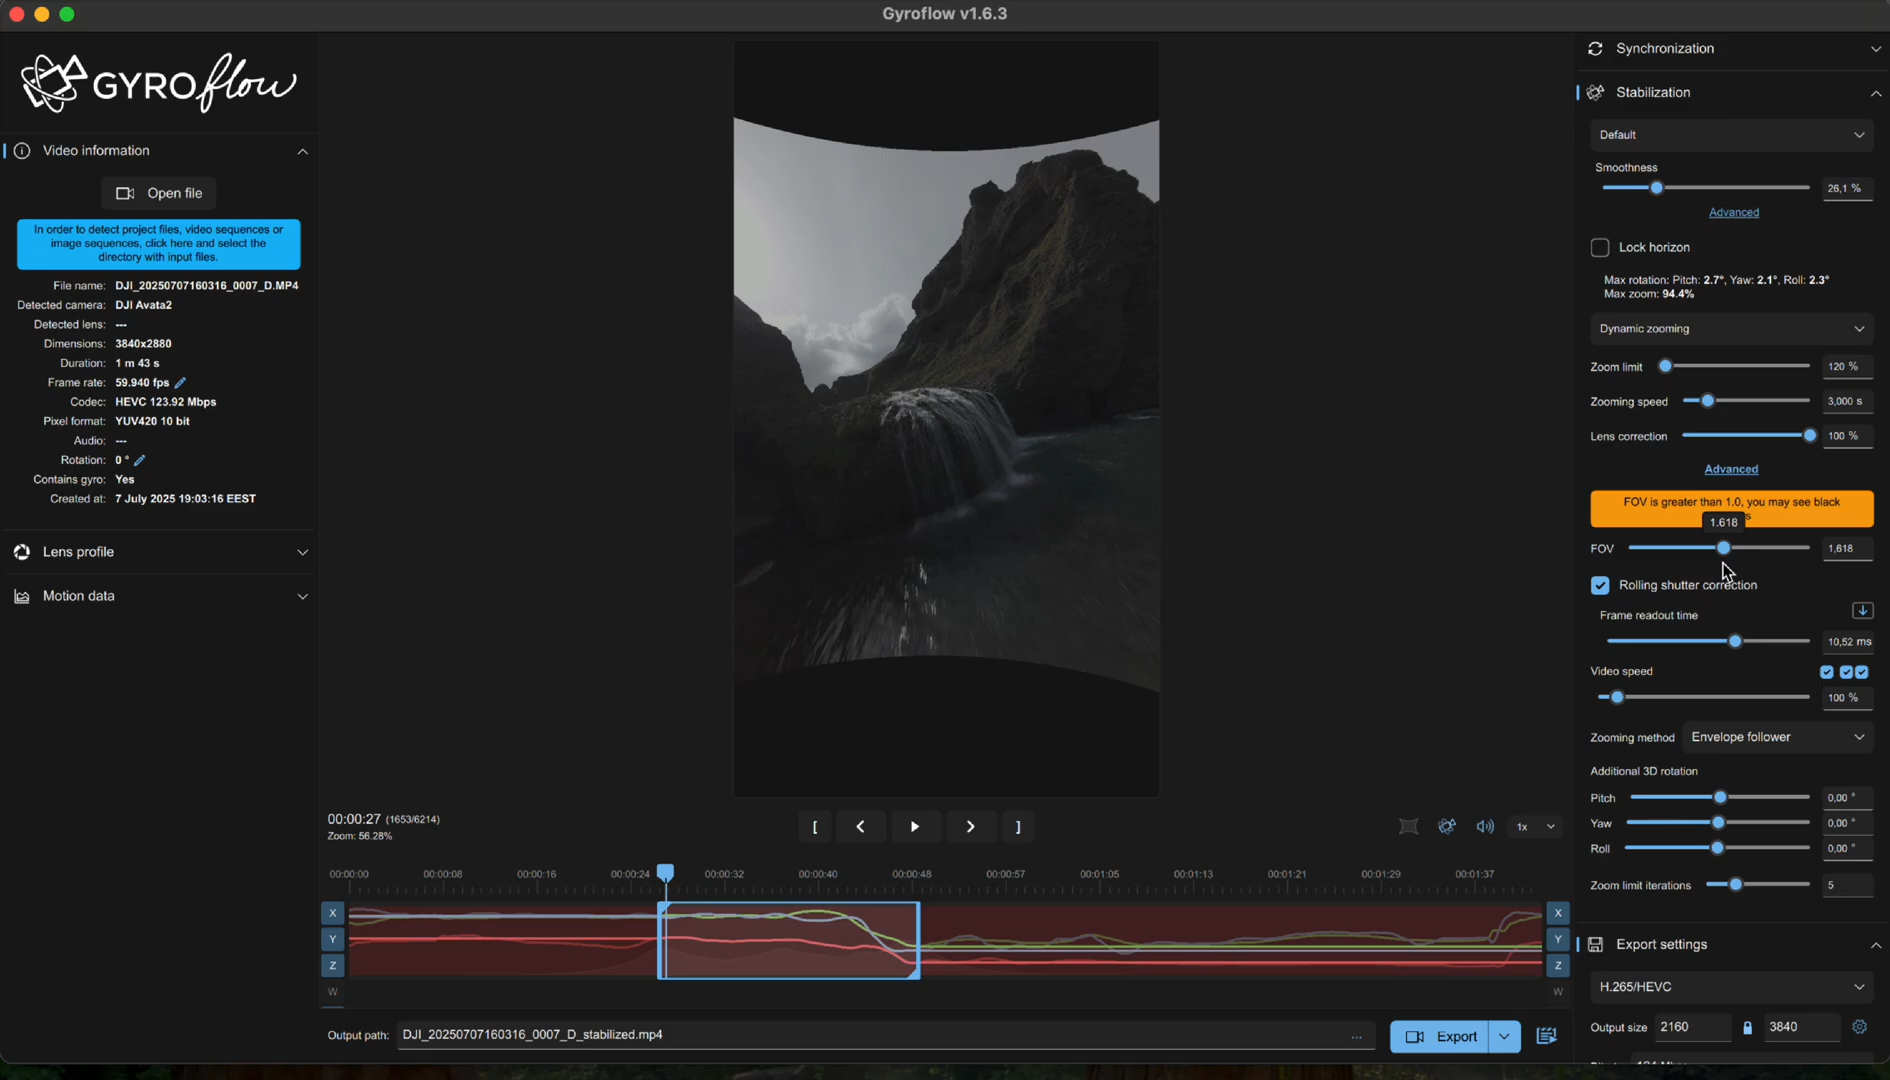 Gyroflow v1.6.3
GYROflow
Video information
Open file
In order to detect project files, video sequences or
image sequences, click here and select the
directory with input files.
File name: DJI_20250707160316_0007_D.MP4
Detected camera: DJI Avata2
Detected lens: ---
Dimensions: 3840x2880
Duration: 1 m 43 s
Frame rate: 59.940 fps
Codec: HEVC 123.92 Mbps
Pixel format: YUV420 10 bit
Audio: ---
Rotation: 0 °
Contains gyro: Yes
Created at: 7 July 2025 19:03:16 EEST
Lens profile
Motion data
00:00:27 (1653/6214)
Zoom: 56.28%
[
]
1x
00:00:00 00:00:08 00:00:16 00:00:24 00:00:32 00:00:40 00:00:48 00:00:57 00:01:05 00:01:13 00:01:21 00:01:29 00:01:37
X X
Y Y
Z Z
W W
Output path: DJI_20250707160316_0007_D_stabilized.mp4 ...
Export
Synchronization
Stabilization
Default
Smoothness
26,1 %
Advanced
Lock horizon
Max rotation: Pitch: 2.7°, Yaw: 2.1°, Roll: 2.3°
Max zoom: 94.4%
Dynamic zooming
Zoom limit 120 %
Zooming speed 3,000 s
Lens correction 100 %
Advanced
FOV is greater than 1.0, you may see black
1.618
FOV 1,618
Rolling shutter correction
Frame readout time
10,52 ms
Video speed
100 %
Zooming method Envelope follower
Additional 3D rotation
Pitch 0,00 °
Yaw 0,00 °
Roll 0,00 °
Zoom limit iterations 5
Export settings
H.265/HEVC
Output size 2160 3840